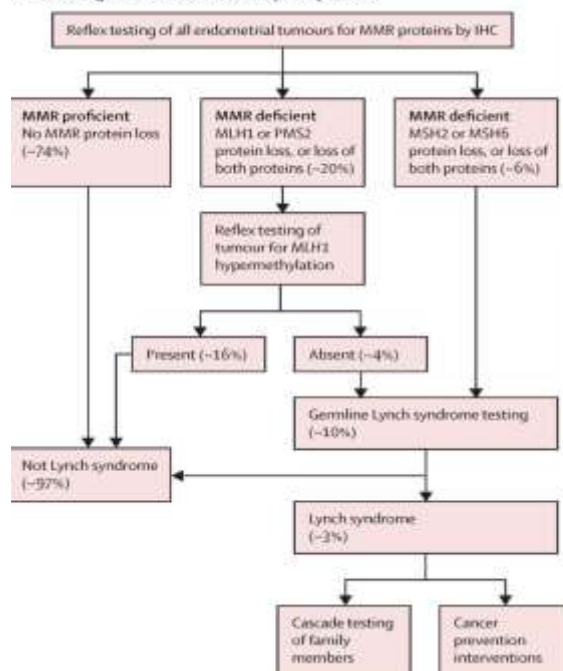 Reflex testing of all endometrial tumours for MMR proteins by IHC
MMR proficient
No MMR protein loss
(~74%)
MMR deficient
MLH1 or PMS2
protein loss, or loss of
both proteins (~20%)
MMR deficient
MSH2 or MSH6
protein loss, or loss of
both proteins (~6%)
Reflex testing of
tumour for MLH1
hypermethylation
Present (~16%)
Absent (~4%)
Germline Lynch syndrome testing
(~10%)
Not Lynch syndrome
(~97%)
Lynch syndrome
(~3%)
Cascade testing
of family
members
Cancer
prevention
interventions